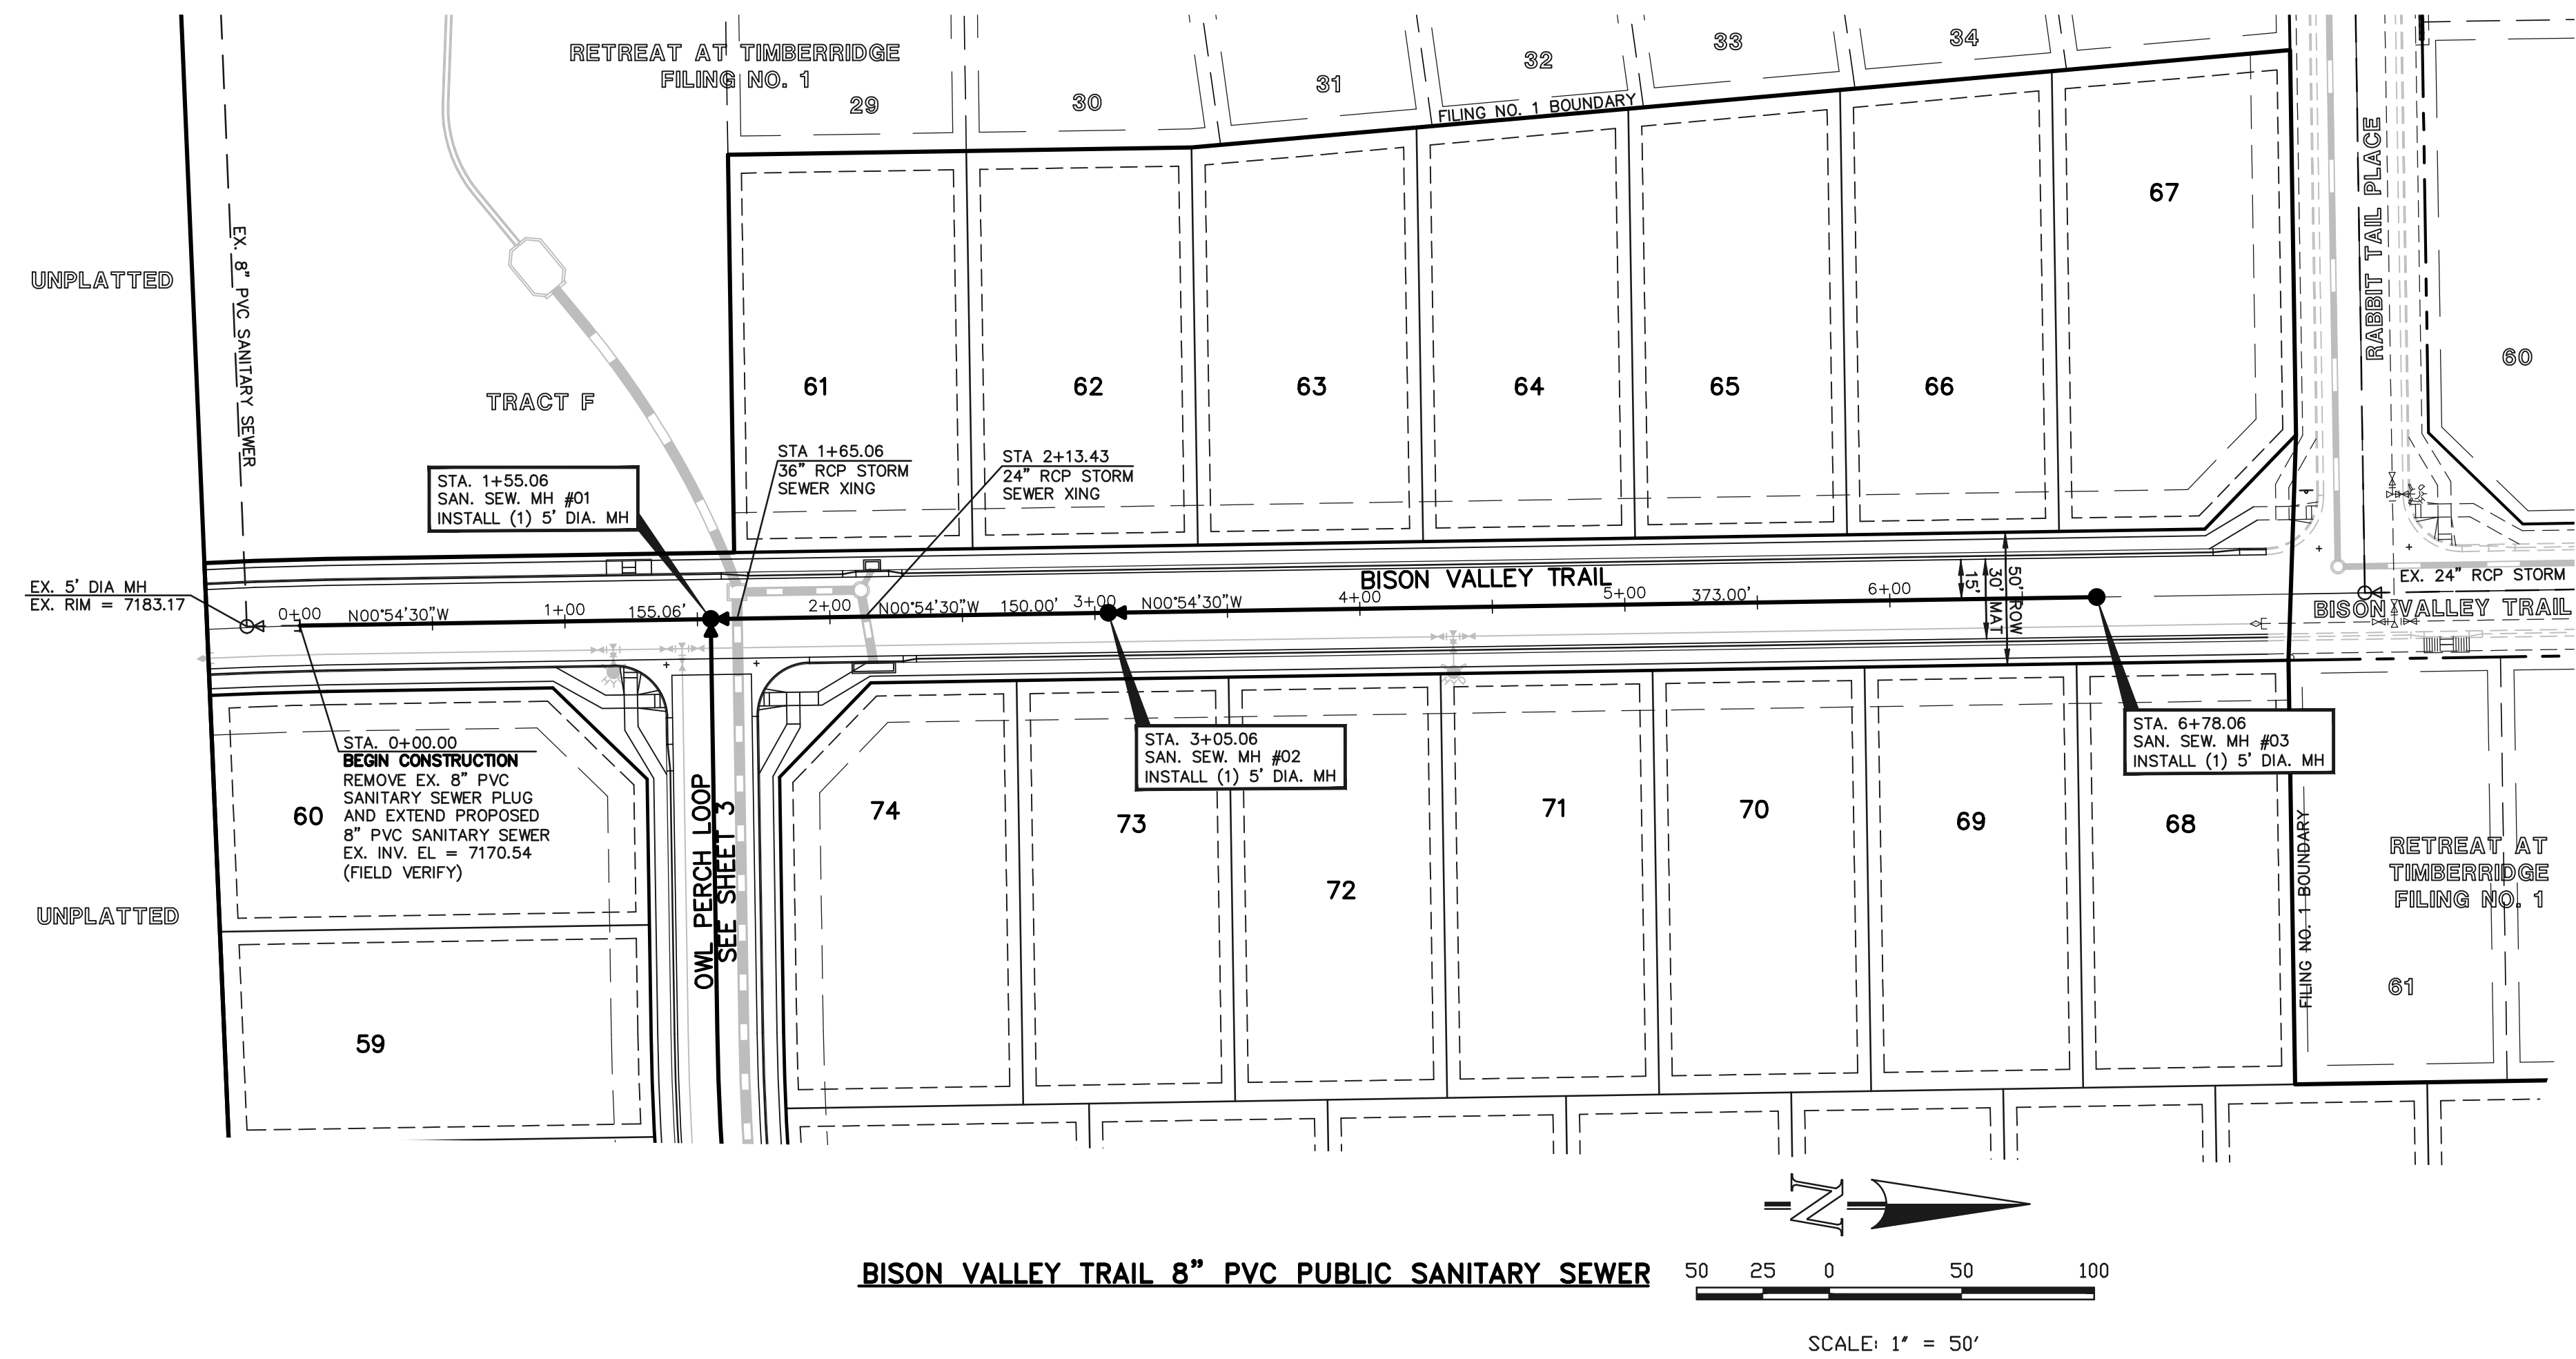 RETREAT AT TIMBERRIDGE
FILING NO. 1
29
30
31
32
33
34
FILING NO. 1 BOUNDARY
UNPLATTED
EX. 8" PVC SANITARY SEWER
TRACT F
61
62
63
64
65
66
67
RABBIT TAIL PLACE
60
STA. 1+55.06
SAN. SEW. MH #01
INSTALL (1) 5' DIA. MH
STA 1+65.06
36" RCP STORM
SEWER XING
STA 2+13.43
24" RCP STORM
SEWER XING
EX. 5' DIA MH
EX. RIM = 7183.17
0+00
N00°54'30"W
1+00
155.06'
2+00
N00°54'30"W
150.00'
3+00
N00°54'30"W
BISON VALLEY TRAIL
4+00
5+00
373.00'
6+00
15'
30' MAT
50' ROW
EX. 24" RCP STORM
BISON VALLEY TRAIL
HYD
HYD
STA. 0+00.00
BEGIN CONSTRUCTION
REMOVE EX. 8" PVC
SANITARY SEWER PLUG
AND EXTEND PROPOSED
8" PVC SANITARY SEWER
EX. INV. EL = 7170.54
(FIELD VERIFY)
60
UNPLATTED
59
OWL PERCH LOOP
SEE SHEET 3
STA. 3+05.06
SAN. SEW. MH #02
INSTALL (1) 5' DIA. MH
STA. 6+78.06
SAN. SEW. MH #03
INSTALL (1) 5' DIA. MH
74
73
72
71
70
69
68
FILING NO. 1 BOUNDARY
RETREAT AT
TIMBERRIDGE
FILING NO. 1
61
N
BISON VALLEY TRAIL 8" PVC PUBLIC SANITARY SEWER
50 25 0 50 100
SCALE: 1" = 50'